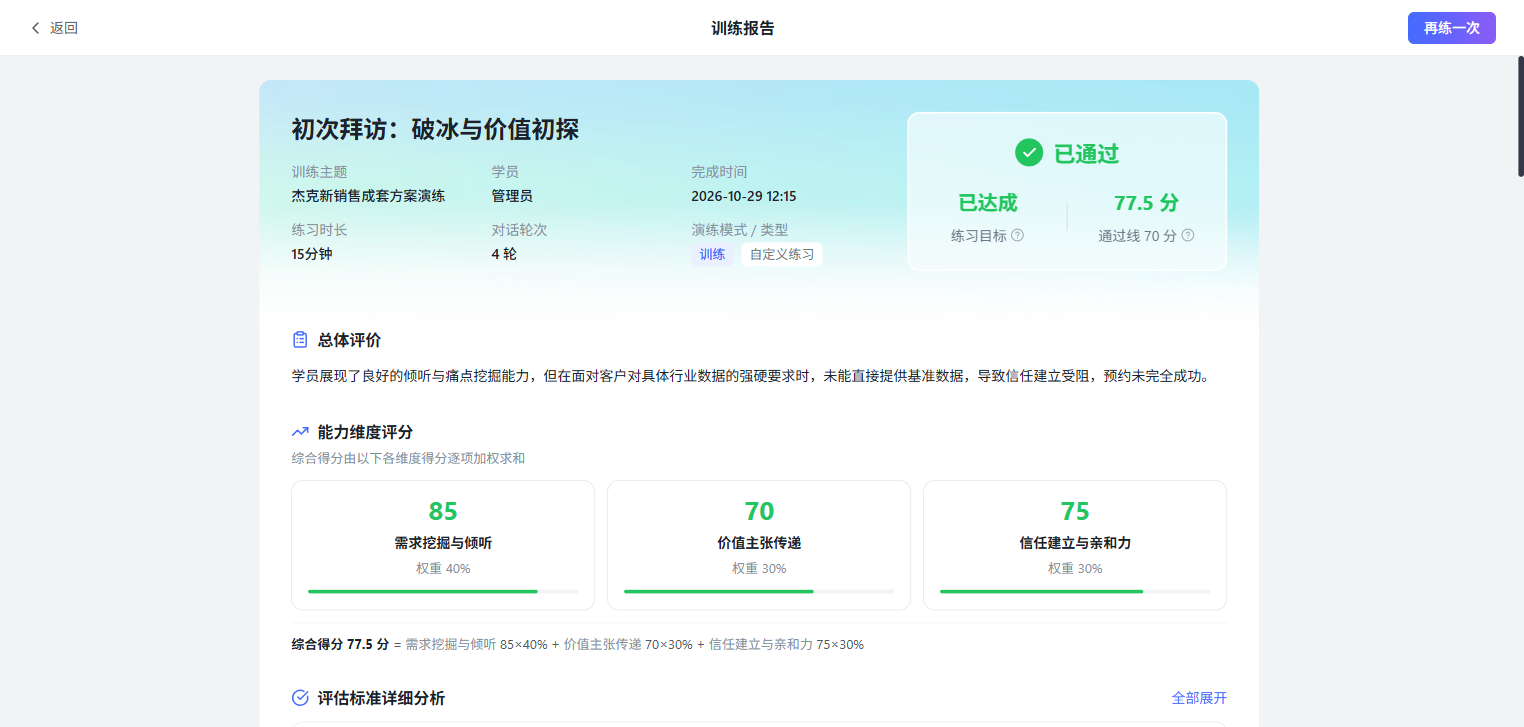 返回
训练报告
再练一次
初次拜访：破冰与价值初探
训练主题
学员
完成时间
杰克新销售成套方案演练
管理员
2026-10-29 12:15
练习时长
对话轮次
演练模式 / 类型
15分钟
4 轮
训练
自定义练习
已通过
已达成
77.5 分
练习目标
通过线 70 分
总体评价
学员展现了良好的倾听与痛点挖掘能力，但在面对客户对具体行业数据的强硬要求时，未能直接提供基准数据，导致信任建立受阻，预约未完全成功。
能力维度评分
综合得分由以下各维度得分逐项加权求和
85
需求挖掘与倾听
权重 40%
70
价值主张传递
权重 30%
75
信任建立与亲和力
权重 30%
综合得分 77.5 分 = 需求挖掘与倾听 85×40% + 价值主张传递 70×30% + 信任建立与亲和力 75×30%
评估标准详细分析
全部展开